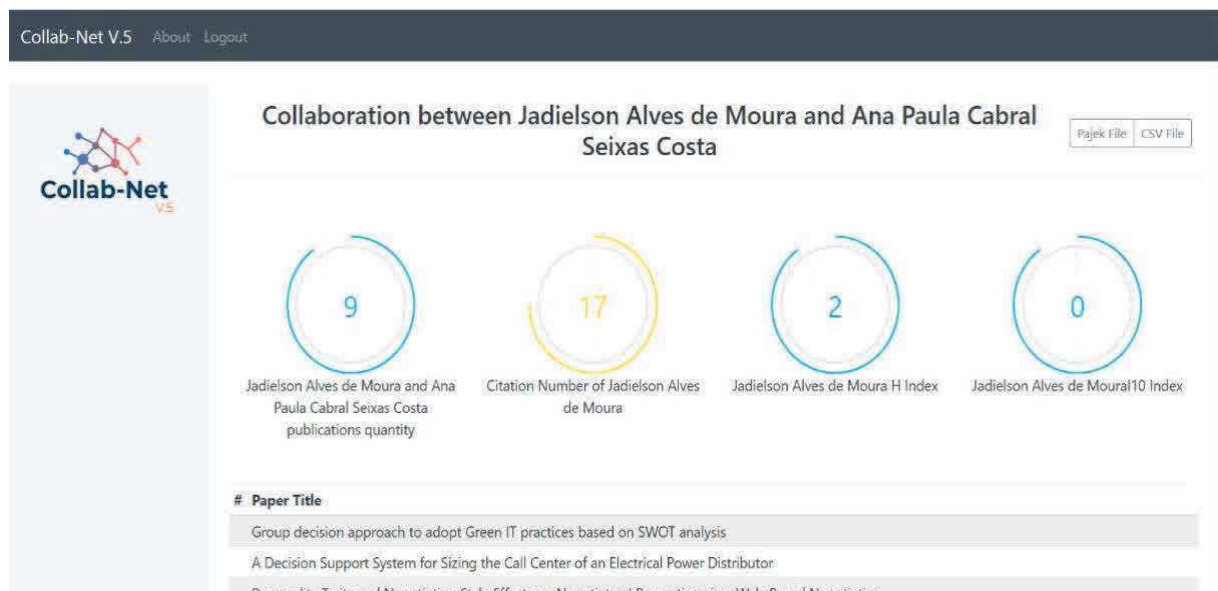 Collab-Net V.5 About Logout
Collaboration between Jadielson Alves de Moura and Ana Paula Cabral
Seixas Costa
Pajek File CSV File
Collab-Net
V.5
9
17
2
0
Jadielson Alves de Moura and Ana
Paula Cabral Seixas Costa
publications quantity
Citation Number of Jadielson Alves
de Moura
Jadielson Alves de Moura H Index
Jadielson Alves de MouraI10 Index
# Paper Title
Group decision approach to adopt Green IT practices based on SWOT analysis
A Decision Support System for Sizing the Call Center of an Electrical Power Distributor